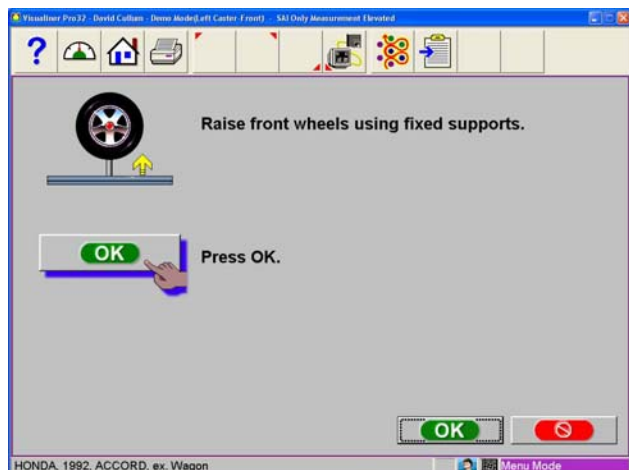 Visualiner Pro32 - David Cullum - Demo Mode(Left Caster-Front) - SAI Only Measurement Elevated
?
Raise front wheels using fixed supports.
OK
Press OK.
OK
HONDA, 1992, ACCORD, ex. Wagon
Menu Mode